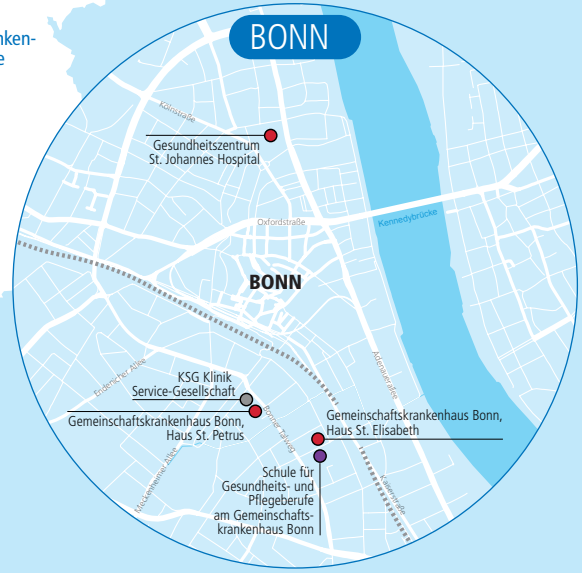 nken-
e
BONN
Kölnstraße
Gesundheitszentrum
St. Johannes Hospital
Oxfordstraße
Kennedybrücke
BONN
Adenauerallee
Endenicher Allee
KSG Klinik
Service-Gesellschaft
Gemeinschaftskrankenhaus Bonn,
Haus St. Petrus
Bonner Talweg
Gemeinschaftskrankenhaus Bonn,
Haus St. Elisabeth
Meckenheimer Allee
Schule für
Gesundheits- und
Pflegeberufe
am Gemeinschafts-
krankenhaus Bonn
Kaiserstraße